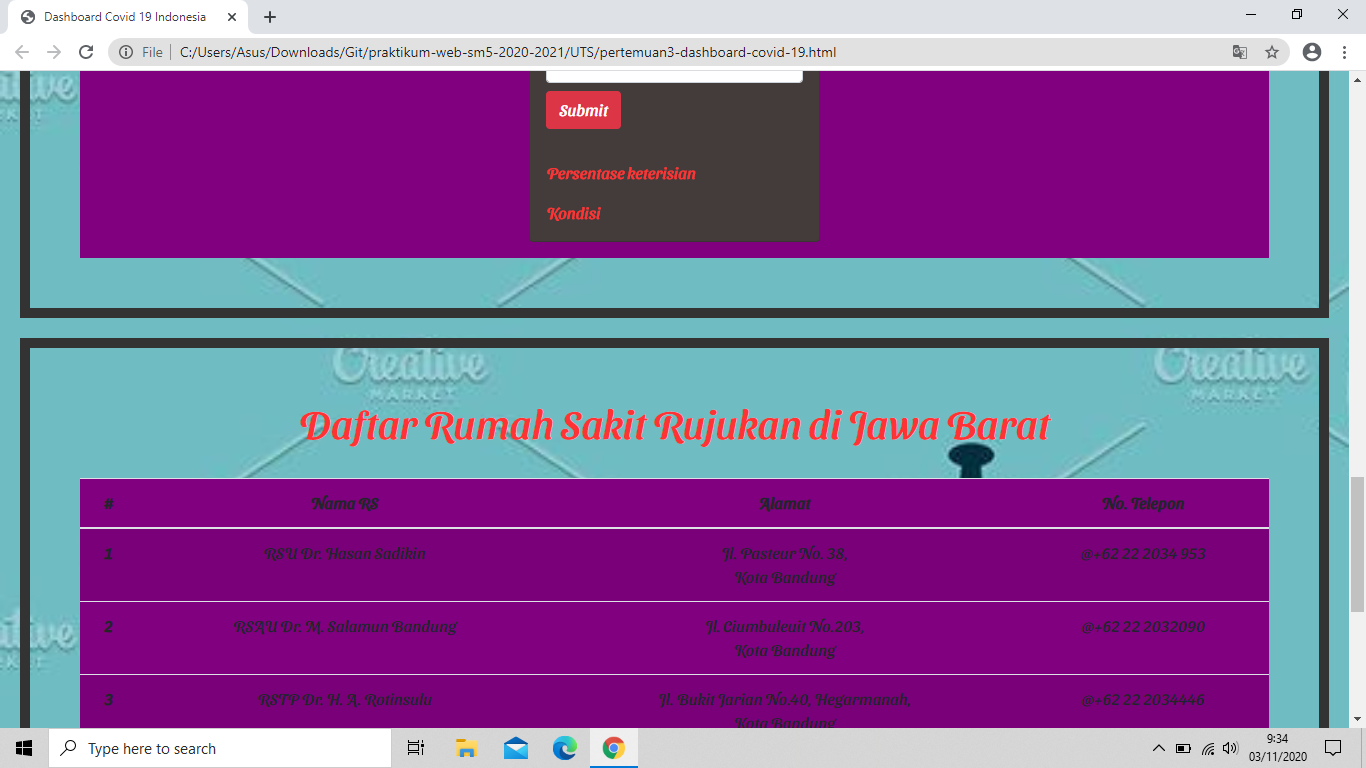 Dashboard Covid 19 Indonesia
File C:/Users/Asus/Downloads/Git/praktikum-web-sm5-2020-2021/UTS/pertemuan3-dashboard-covid-19.html
Submit
Persentase keterisian
Kondisi
Creative
MARKET
Creative
MARKET
Daftar Rumah Sakit Rujukan di Jawa Barat
# Nama RS Alamat No. Telepon
1 RSU Dr. Hasan Sadikin Jl. Pasteur No. 38, @+62 22 2034 953
Kota Bandung
2 RSAU Dr. M. Salamun Bandung Jl. Ciumbuleuit No.203, @+62 22 2032090
Kota Bandung
3 RSTP Dr. H. A. Rotinsulu Jl. Bukit Jarian No.40, Hegarmanah, @+62 22 2034446
Kota Bandung
Type here to search
9:34
03/11/2020